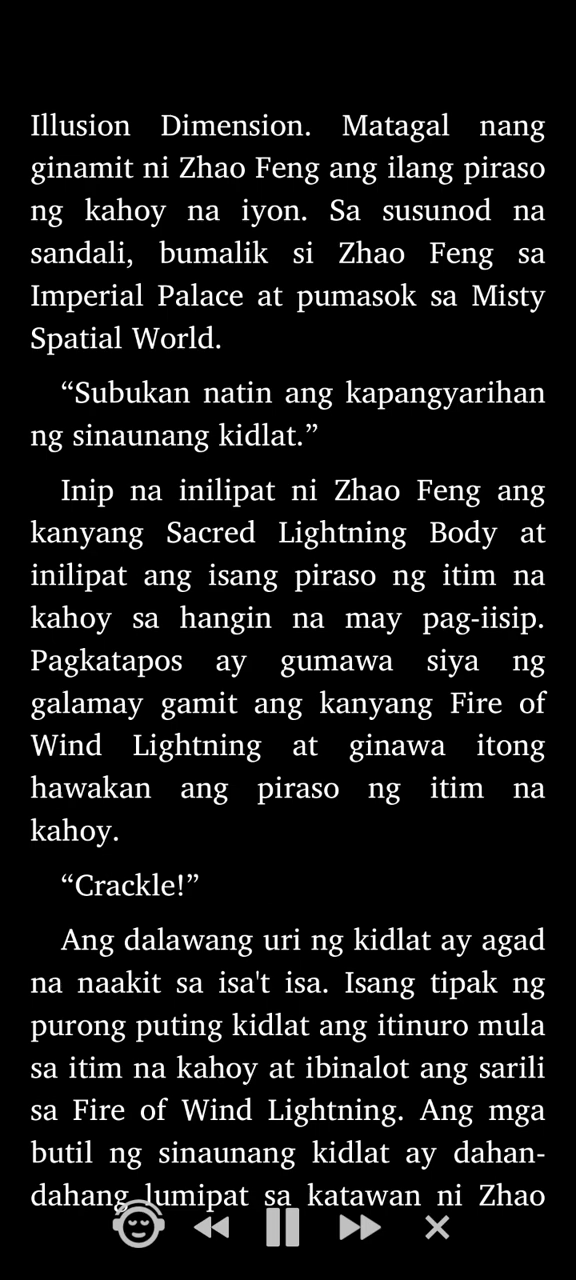 Illusion Dimension. Matagal nang
ginamit ni Zhao Feng ang ilang piraso
ng kahoy na iyon. Sa susunod na
sandali, bumalik si Zhao Feng sa
Imperial Palace at pumasok sa Misty
Spatial World.
“Subukan natin ang kapangyarihan
ng sinaunang kidlat.”
Inip na inilipat ni Zhao Feng ang
kanyang Sacred Lightning Body at
inilipat ang isang piraso ng itim na
kahoy sa hangin na may pag-iisip.
Pagkatapos ay gumawa siya ng
galamay gamit ang kanyang Fire of
Wind Lightning at ginawa itong
hawakan ang piraso ng itim na
kahoy.
“Crackle!”
Ang dalawang uri ng kidlat ay agad
na naakit sa isa't isa. Isang tipak ng
purong puting kidlat ang itinuro mula
sa itim na kahoy at ibinalot ang sarili
sa Fire of Wind Lightning. Ang mga
butil ng sinaunang kidlat ay dahan-
dahang lumipat sa katawan ni Zhao